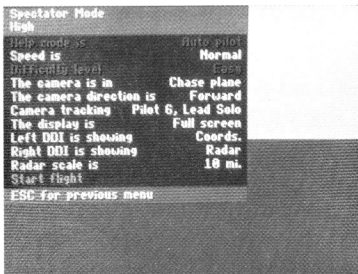 Spectator Mode
High
Help mode is Auto pilot
Speed is Normal
Difficulty level Easy
The camera is in Chase plane
The camera direction is Forward
Camera tracking Pilot 6, Lead Solo
The display is Full screen
Left DDI is showing Coords.
Right DDI is showing Radar
Radar scale is 10 mi.
Start flight
ESC for previous menu